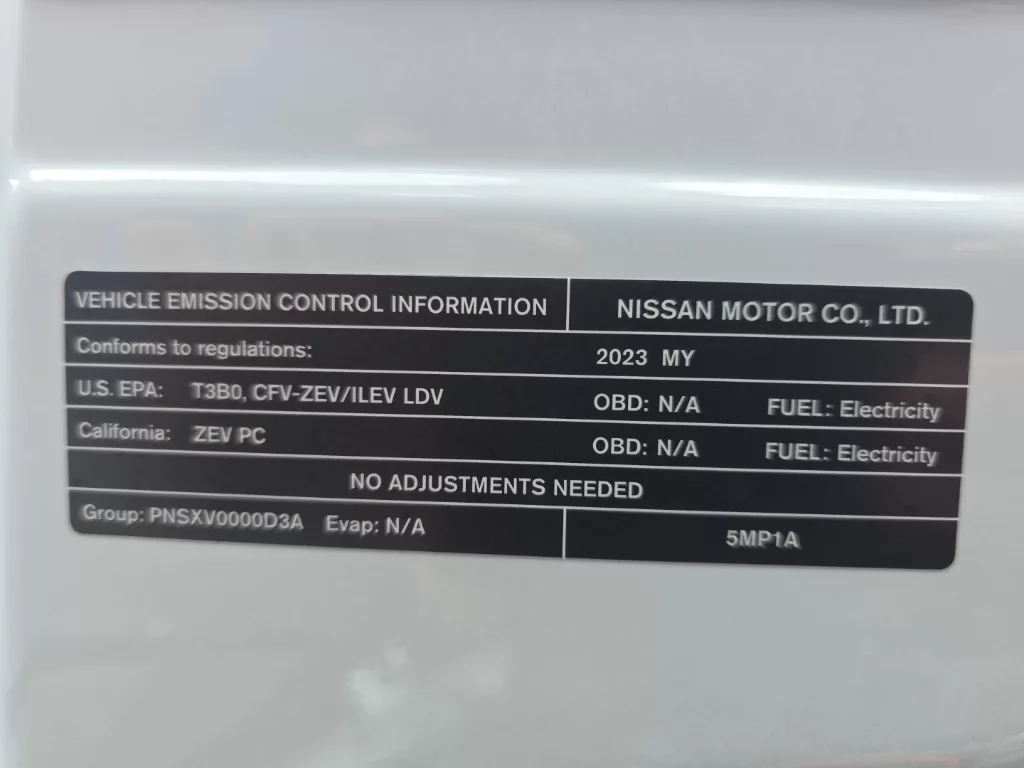 VEHICLE EMISSION CONTROL INFORMATION NISSAN MOTOR CO., LTD.
Conforms to regulations: 2023 MY
U.S. EPA: T3B0, CFV-ZEV/ILEV LDV OBD: N/A FUEL: Electricity
California: ZEV PC OBD: N/A FUEL: Electricity
NO ADJUSTMENTS NEEDED
Group: PNSXV0000D3A Evap: N/A 5MP1A